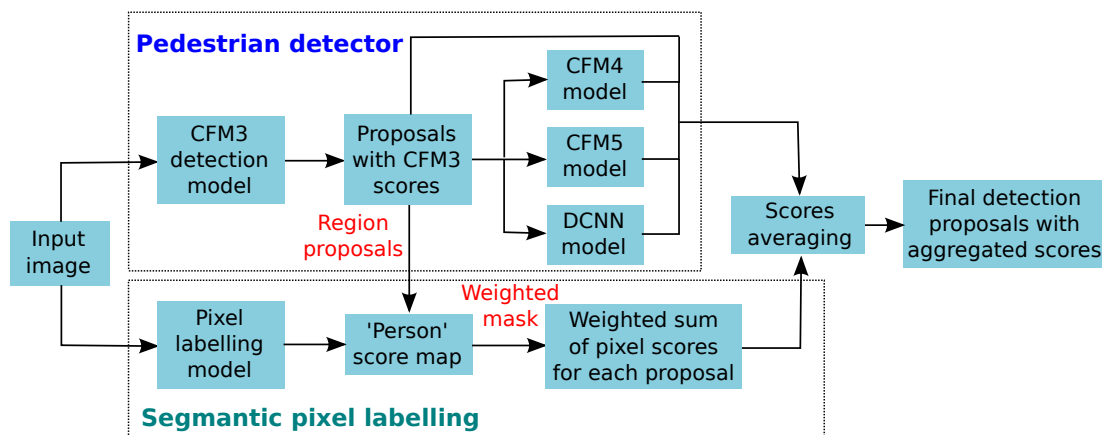 Pedestrian detector
CFM3
detection
model
Proposals
with CFM3
scores
CFM4
model
CFM5
model
DCNN
model
Region
proposals
Input
image
Scores
averaging
Final detection
proposals with
aggregated scores
Pixel
labelling
model
'Person'
score map
Weighted
mask
Weighted sum
of pixel scores
for each proposal
Segmantic pixel labelling